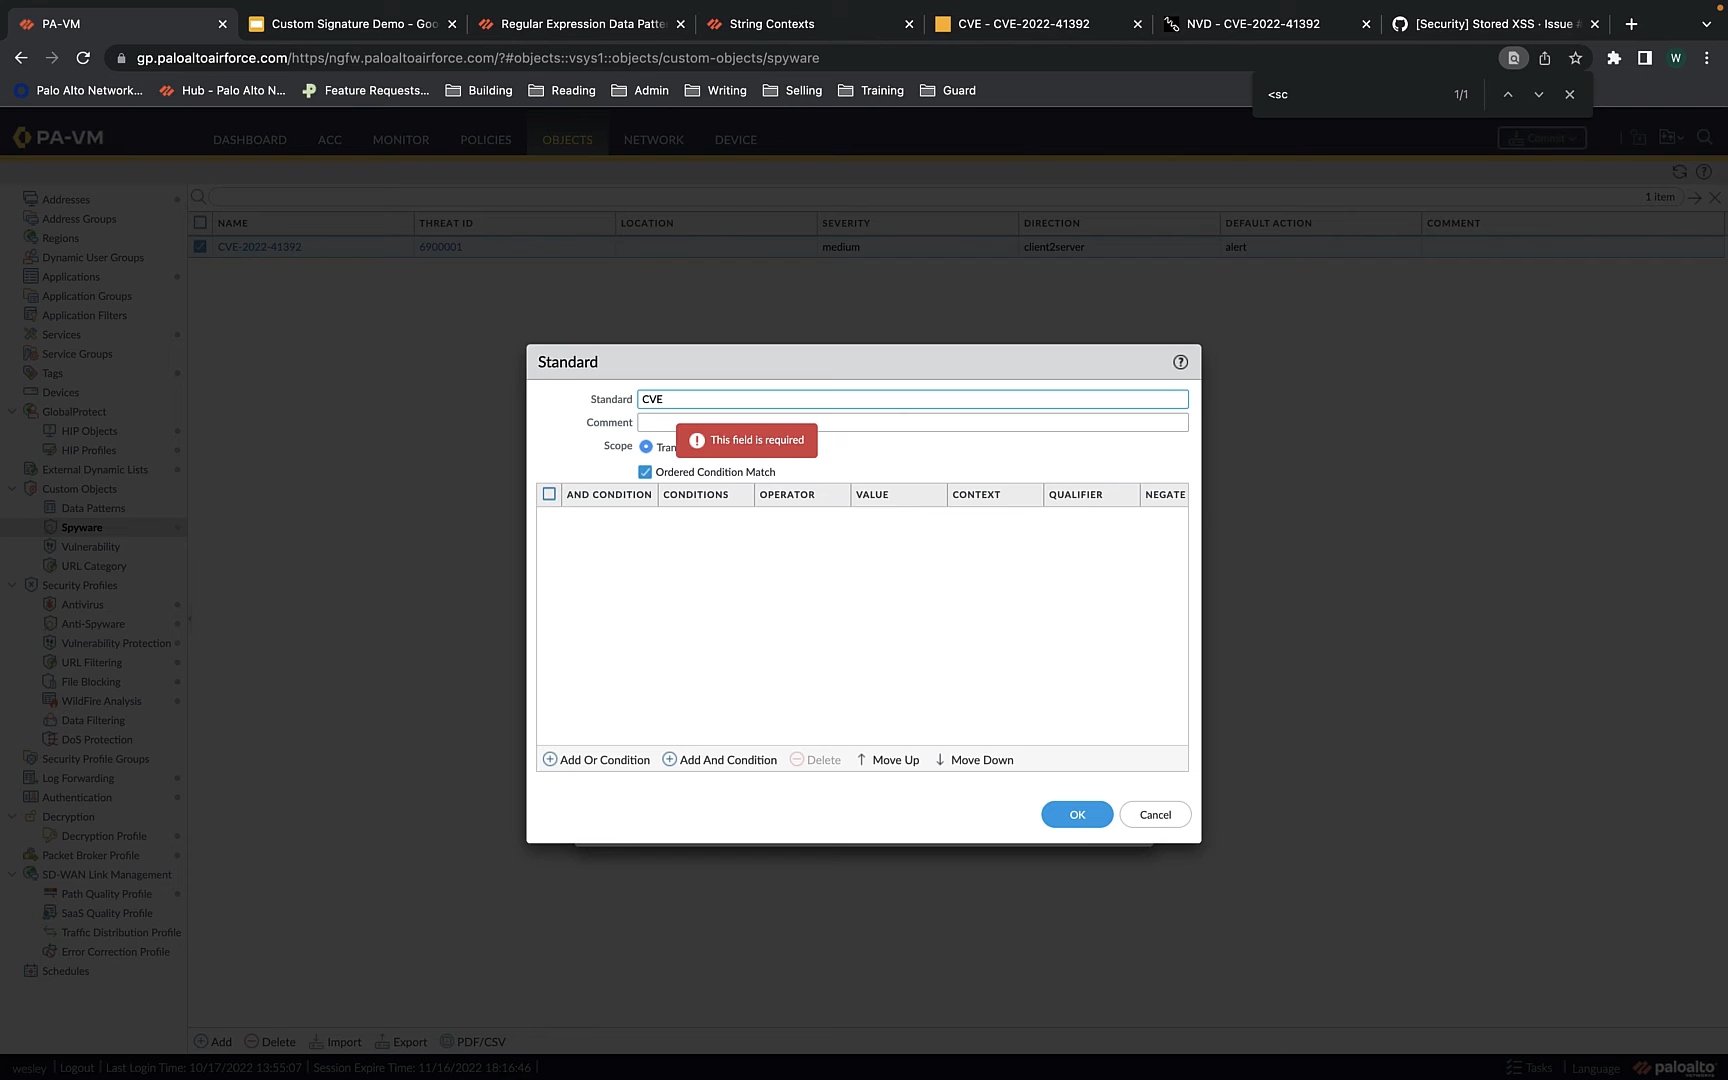 PA-VM
Custom Signature Demo - Goo
Regular Expression Data Patte
String Contexts
CVE - CVE-2022-41392
NVD - CVE-2022-41392
[Security] Stored XSS · Issue #
gp.paloaltoairforce.com/https/ngfw.paloaltoairforce.com/?#objects::vsys1::objects/custom-objects/spyware
W
Palo Alto Network...
Hub - Palo Alto N...
Feature Requests...
Building
Reading
Admin
Writing
Selling
Training
Guard
<sc
1/1
PA-VM
DASHBOARD
ACC
MONITOR
POLICIES
OBJECTS
NETWORK
DEVICE
Commit
Addresses
Address Groups
Regions
Dynamic User Groups
Applications
Application Groups
Application Filters
Services
Service Groups
Tags
Devices
GlobalProtect
HIP Objects
HIP Profiles
External Dynamic Lists
Custom Objects
Data Patterns
Spyware
Vulnerability
URL Category
Security Profiles
Antivirus
Anti-Spyware
Vulnerability Protection
URL Filtering
File Blocking
WildFire Analysis
Data Filtering
DoS Protection
Security Profile Groups
Log Forwarding
Authentication
Decryption
Decryption Profile
Packet Broker Profile
SD-WAN Link Management
Path Quality Profile
SaaS Quality Profile
Traffic Distribution Profile
Error Correction Profile
Schedules
1 item
NAME THREAT ID LOCATION SEVERITY DIRECTION DEFAULT ACTION COMMENT
CVE-2022-41392 6900001 medium client2server alert
Standard
Standard CVE
Comment
This field is required
Scope Tran
Ordered Condition Match
AND CONDITION CONDITIONS OPERATOR VALUE CONTEXT QUALIFIER NEGATE
Add Or Condition Add And Condition Delete Move Up Move Down
OK Cancel
Add Delete Import Export PDF/CSV
wesley | Logout | Last Login Time: 10/17/2022 13:55:07 | Session Expire Time: 11/16/2022 18:16:46 |
Tasks | Language
paloalto
NETWORKS